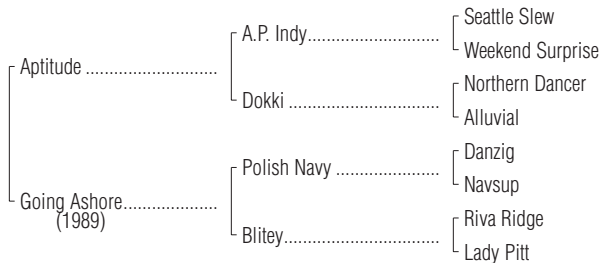 Seattle Slew
A.P. Indy
Weekend Surprise
Aptitude
Northern Dancer
Dokki
Alluvial
Danzig
Polish Navy
Navsup
Going Ashore
(1989)
Riva Ridge
Blitey
Lady Pitt